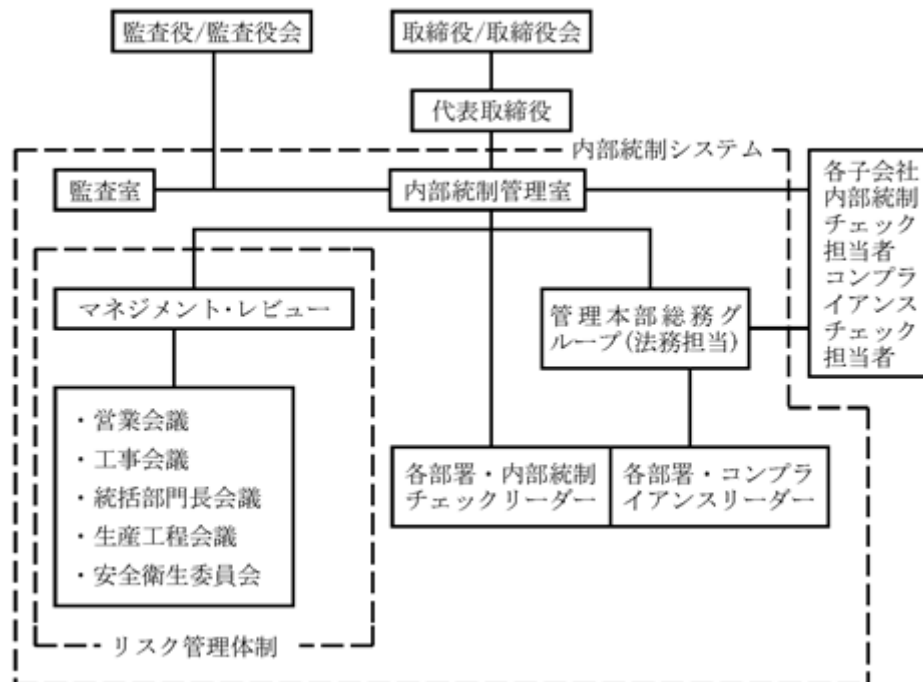 監査役/監査役会
取締役/取締役会
代表取締役
内部統制システム
監査室
内部統制管理室
各子会社
内部統制
チェック
担当者
コンプラ
イアンス
チェック
担当者
マネジメント・レビュー
管理本部総務グ
ループ(法務担当)
・営業会議
・工事会議
・統括部門長会議
・生産工程会議
・安全衛生委員会
各部署・内部統制
チェックリーダー
各部署・コンプラ
イアンスリーダー
リスク管理体制